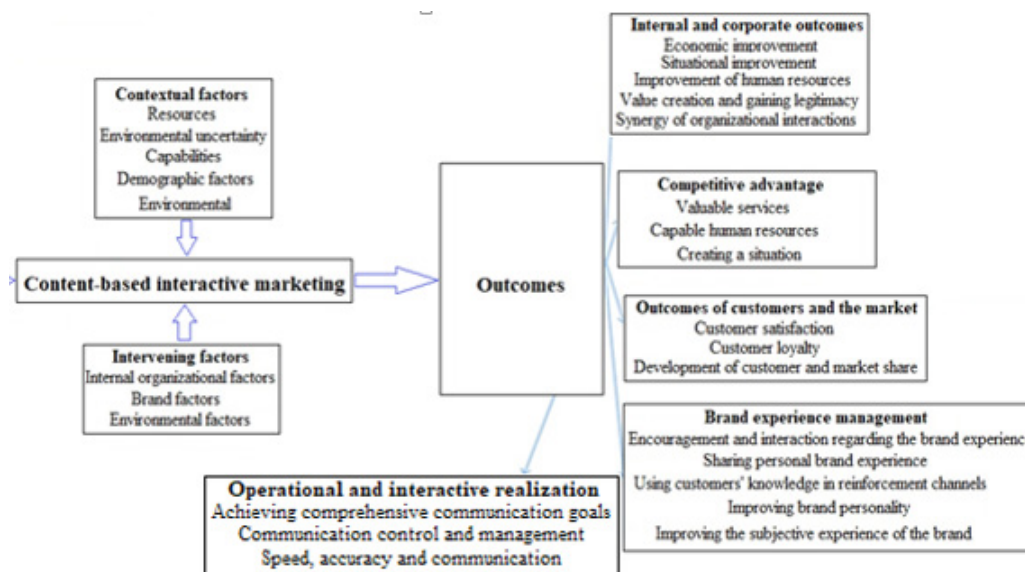 Contextual factors
Resources
Environmental uncertainty
Capabilities
Demographic factors
Environmental
Content-based interactive marketing
Intervening factors
Internal organizational factors
Brand factors
Environmental factors
Outcomes
Internal and corporate outcomes
Economic improvement
Situational improvement
Improvement of human resources
Value creation and gaining legitimacy
Synergy of organizational interactions
Competitive advantage
Valuable services
Capable human resources
Creating a situation
Outcomes of customers and the market
Customer satisfaction
Customer loyalty
Development of customer and market share
Brand experience management
Encouragement and interaction regarding the brand experience
Sharing personal brand experience
Using customers' knowledge in reinforcement channels
Improving brand personality
Improving the subjective experience of the brand
Operational and interactive realization
Achieving comprehensive communication goals
Communication control and management
Speed, accuracy and communication